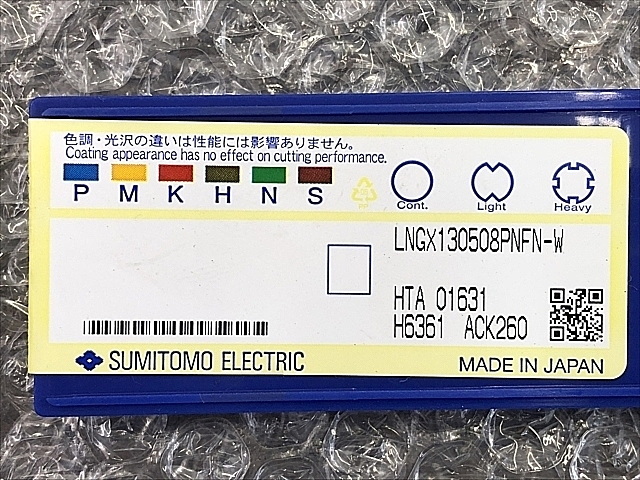 色調・光沢の違いは性能には影響ありません。
Coating appearance has no effect on cutting performance.
P M K H N S
Cont. Light Heavy
LNGX130508PNFN-W
HTA 01631
H6361 ACK260
SUMITOMO ELECTRIC
MADE IN JAPAN